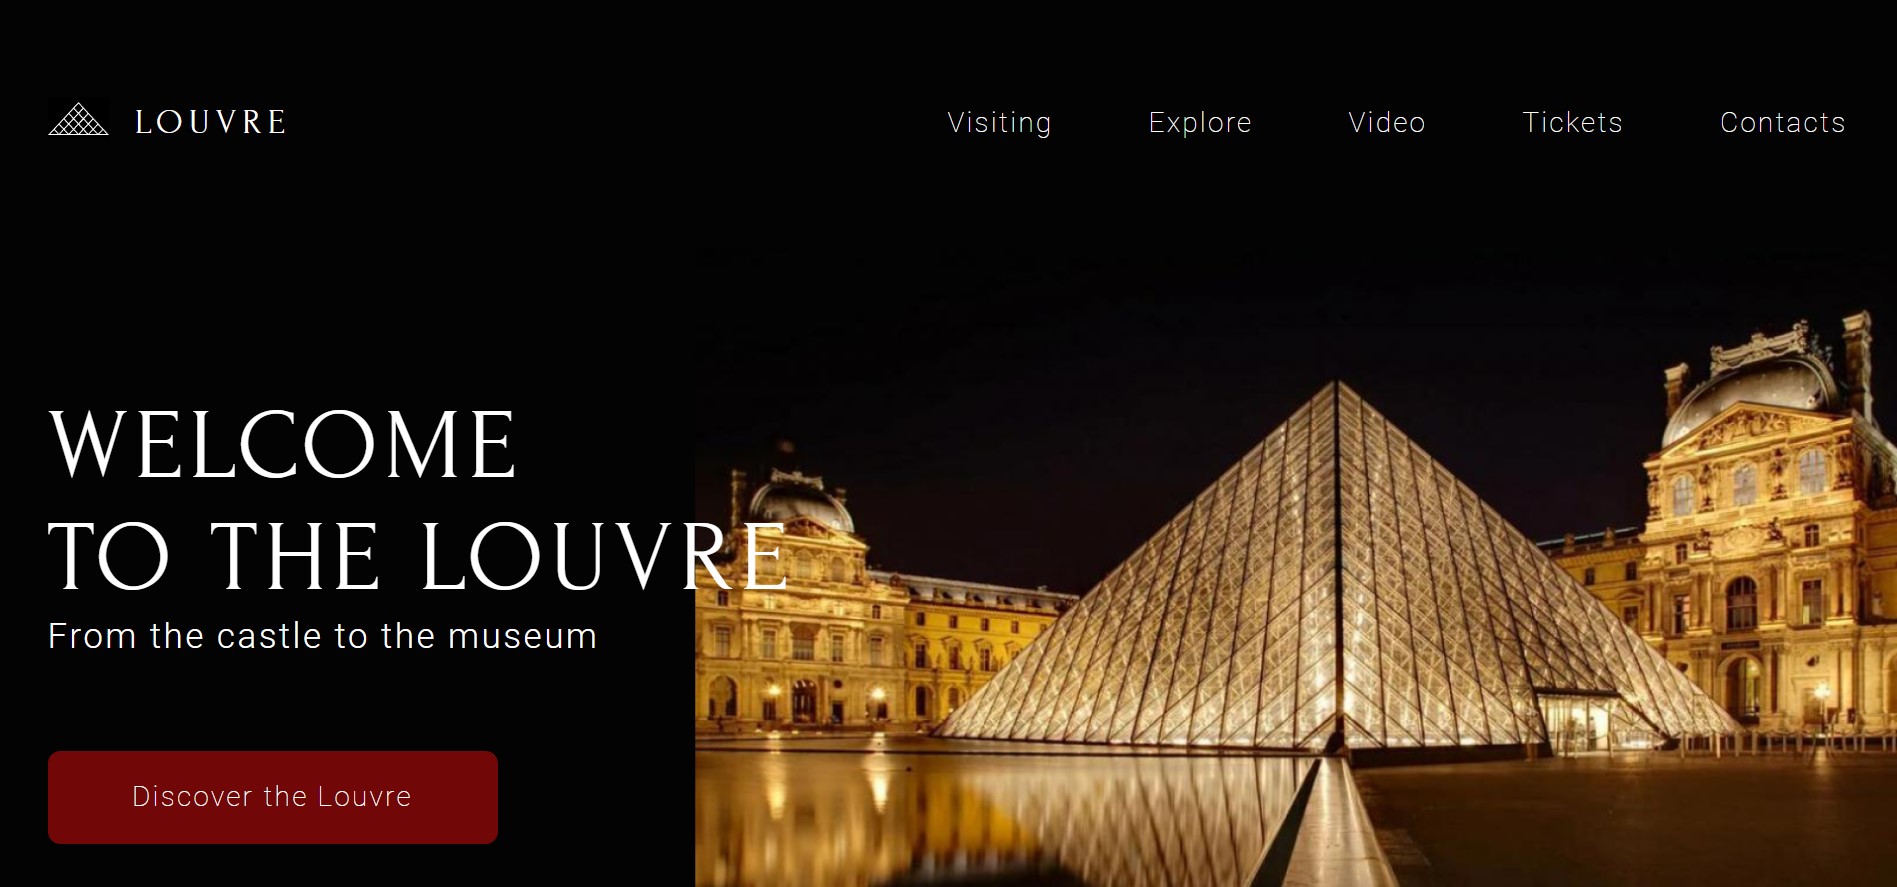 LOUVRE
Visiting
Explore
Video
Tickets
Contacts
WELCOME
TO THE LOUVRE
From the castle to the museum
Discover the Louvre